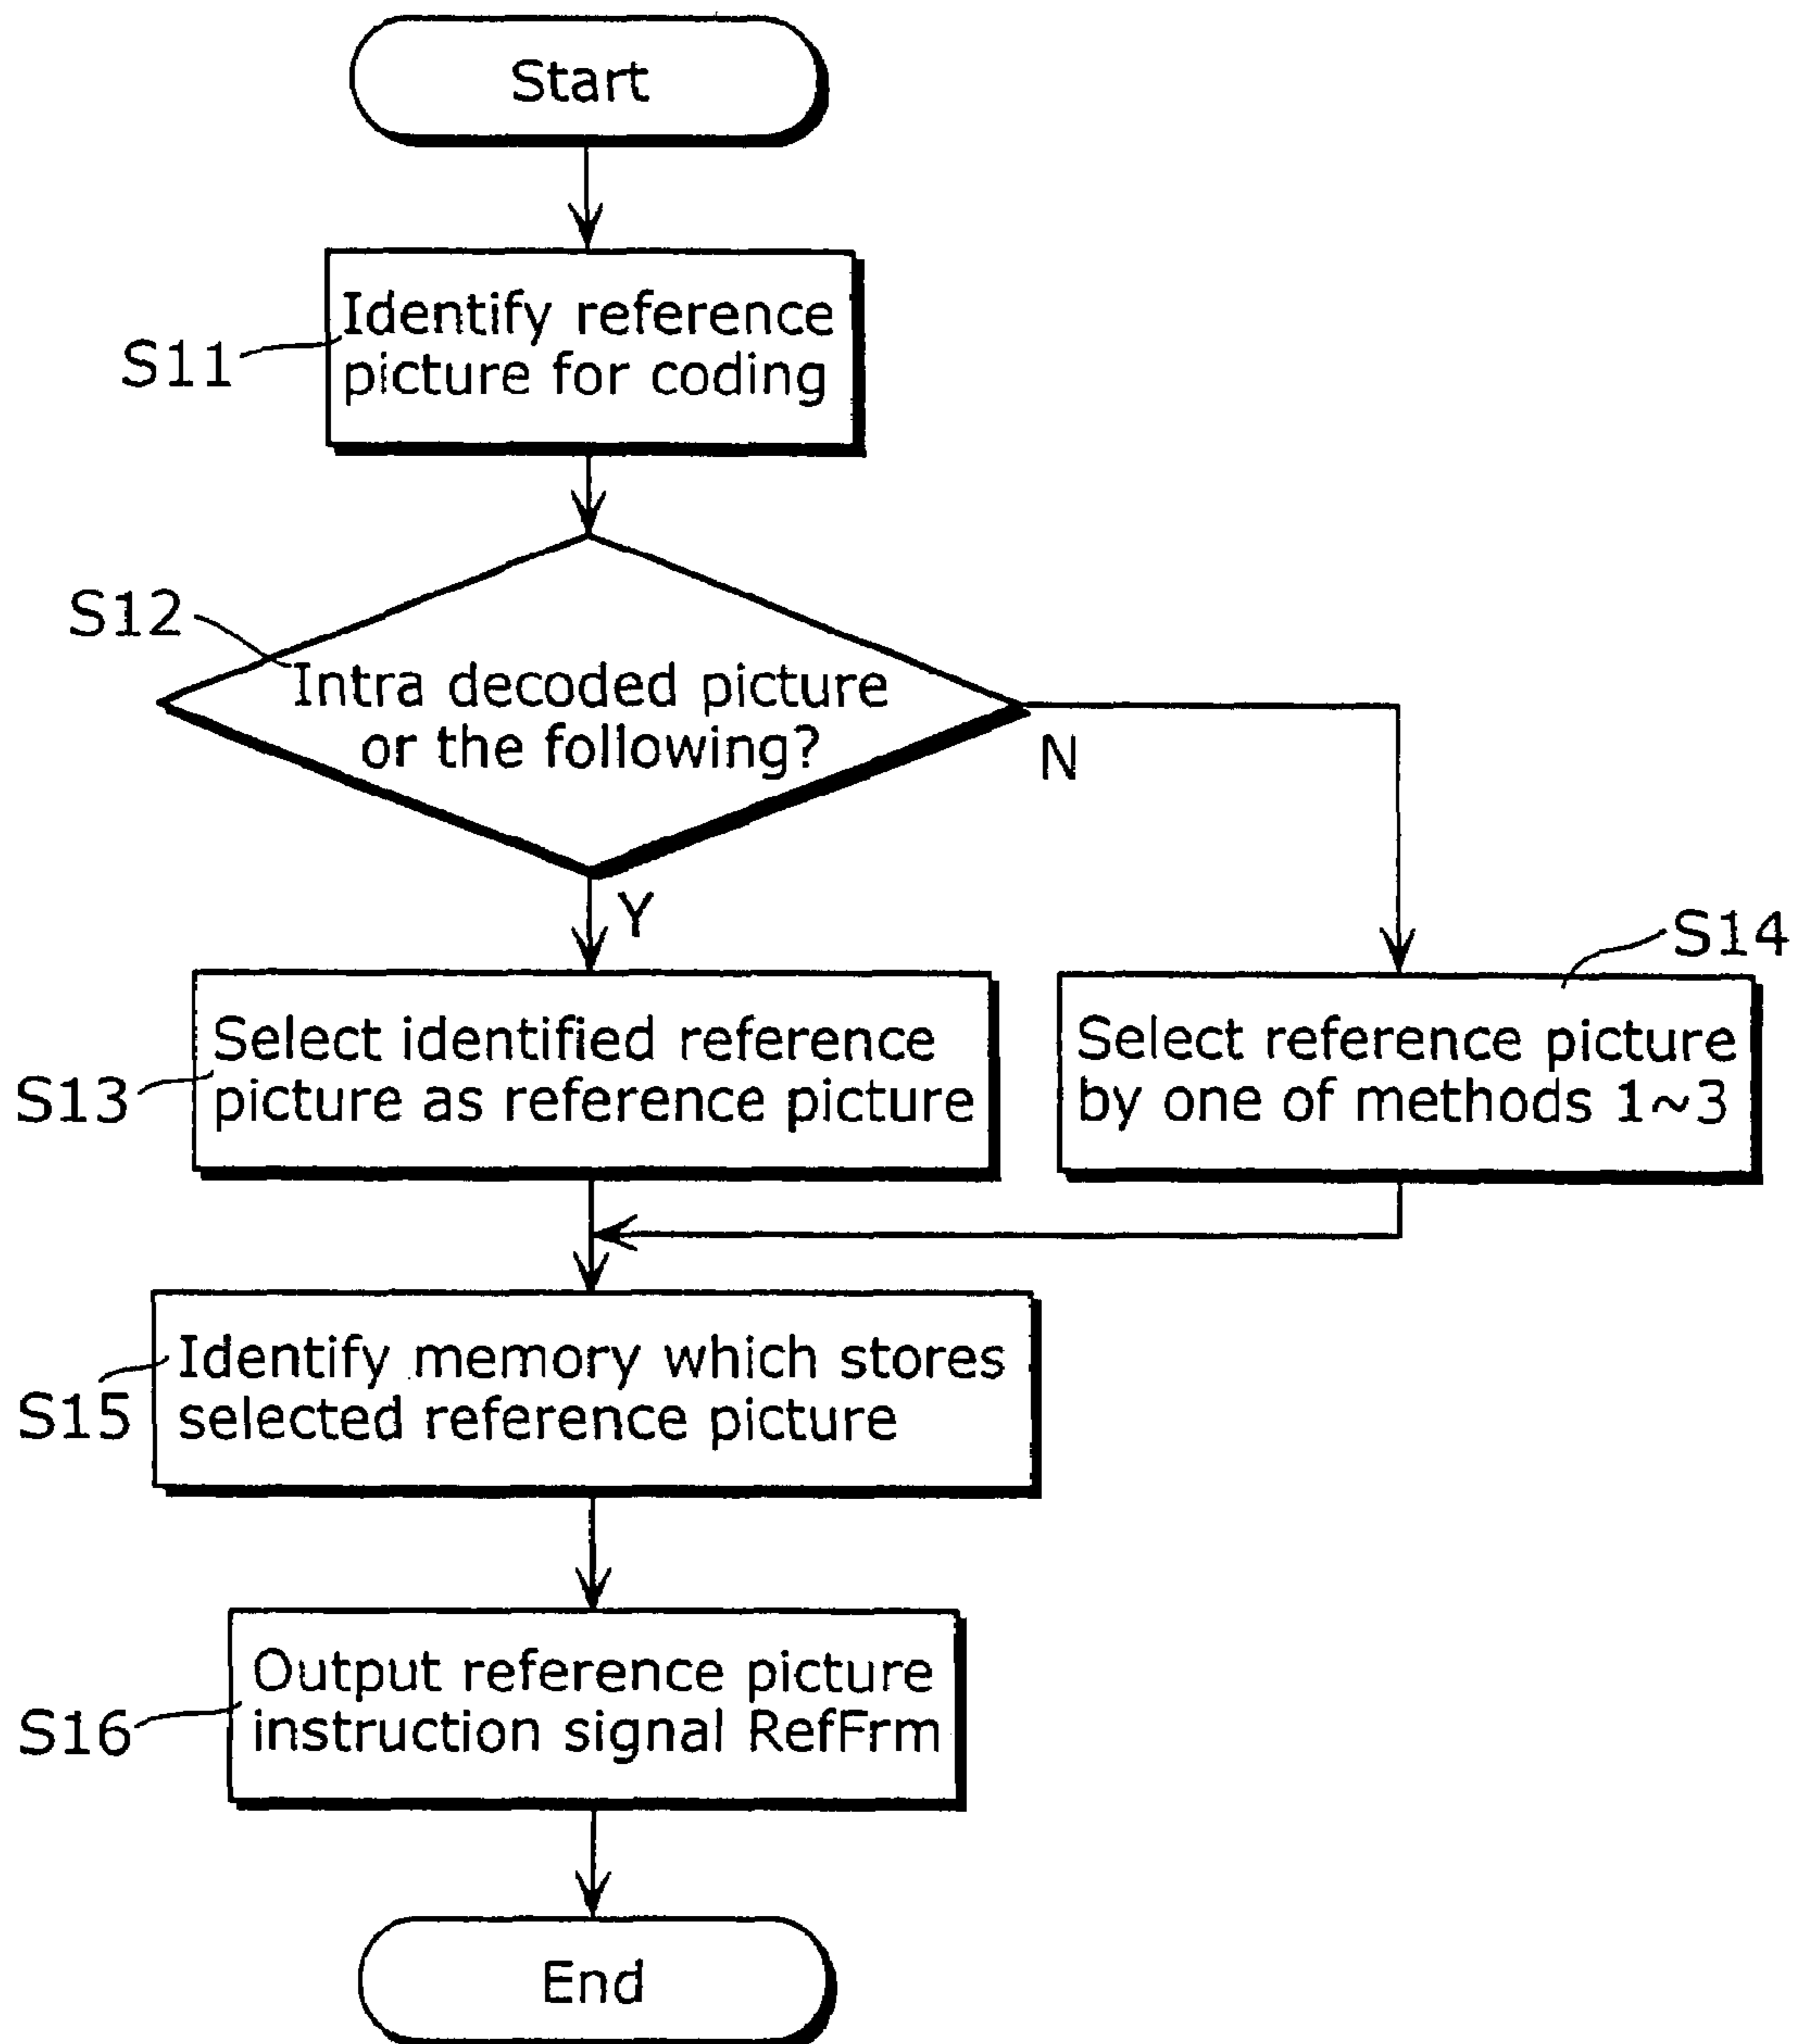 Start
S11
Identify reference
picture for coding
S12
Intra decoded picture
or the following?
N
Y
S13
Select identified reference
picture as reference picture
S14
Select reference picture
by one of methods 1~3
S15
Identify memory which stores
selected reference picture
S16
Output reference picture
instruction signal RefFrm
End